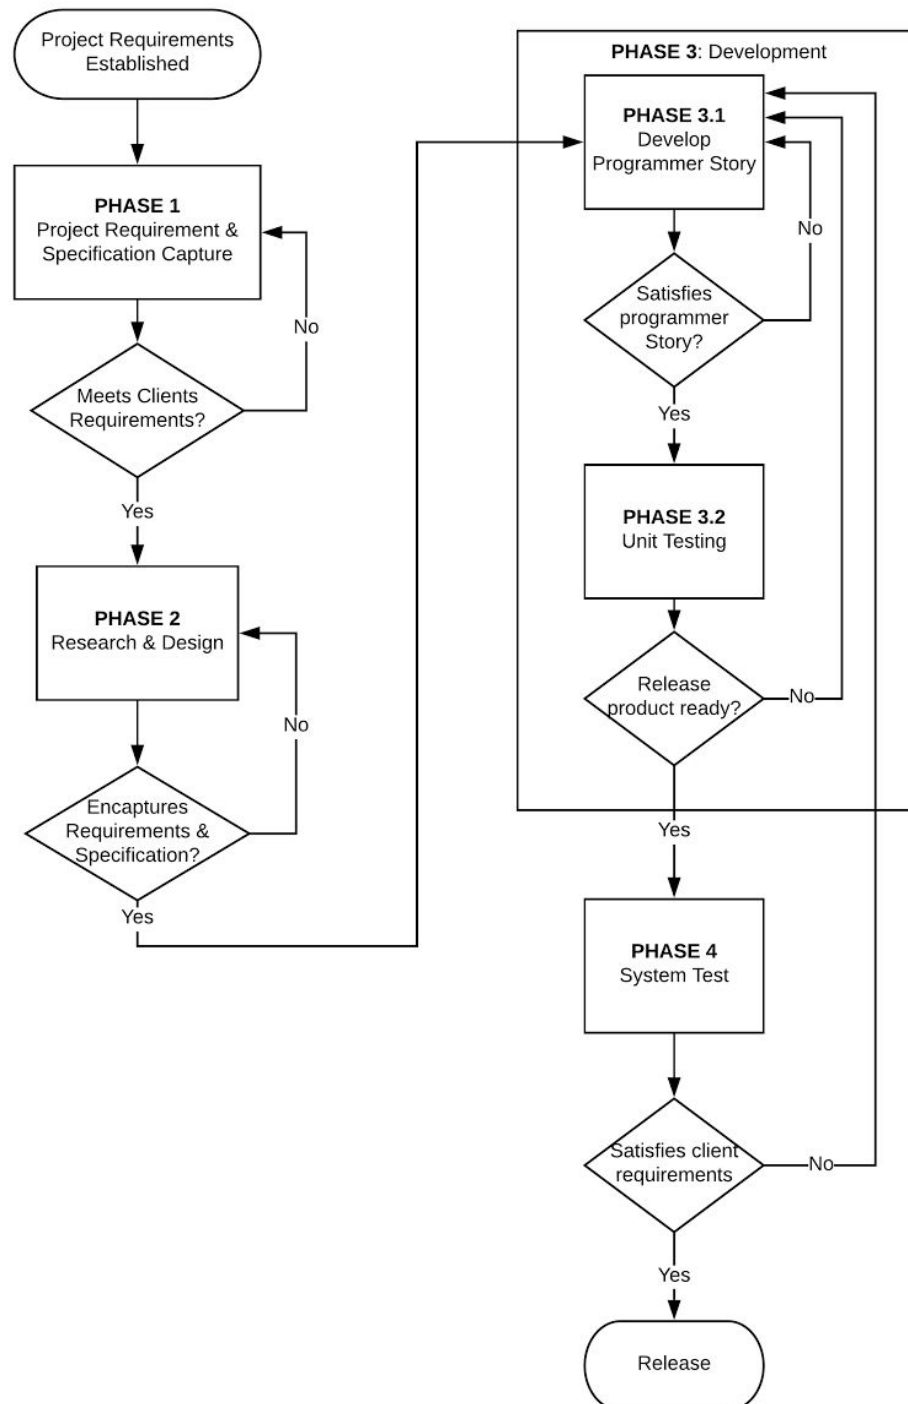 Project Requirements
Established
PHASE 1
Project Requirement &
Specification Capture
No
Meets Clients
Requirements?
Yes
PHASE 2
Research & Design
No
Encaptures
Requirements &
Specification?
Yes
PHASE 3: Development
PHASE 3.1
Develop
Programmer Story
No
Satisfies
programmer
Story?
Yes
PHASE 3.2
Unit Testing
Release
product ready?
No
Yes
PHASE 4
System Test
Satisfies client
requirements
No
Yes
Release